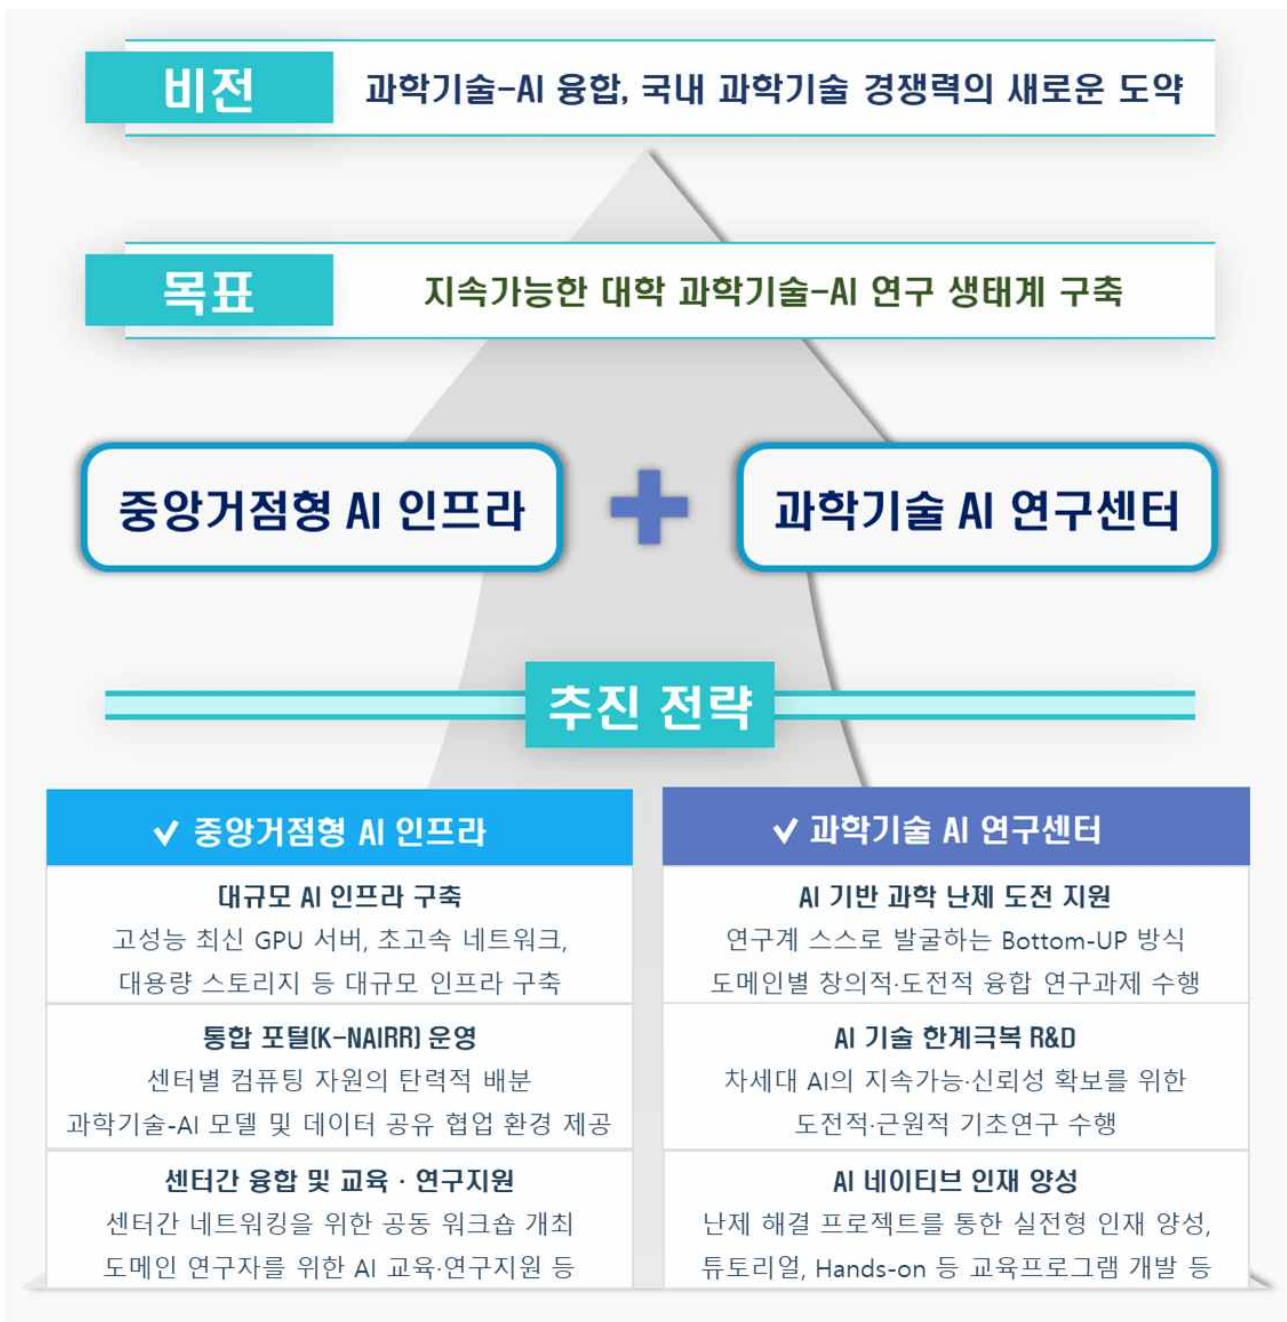 비전
과학기술-AI 융합, 국내 과학기술 경쟁력의 새로운 도약
목표
지속가능한 대학 과학기술-AI 연구 생태계 구축
중앙거점형 AI 인프라
과학기술 AI 연구센터
추진 전략
✓ 중앙거점형 AI 인프라
대규모 AI 인프라 구축
고성능 최신 GPU 서버, 초고속 네트워크,
대용량 스토리지 등 대규모 인프라 구축
통합 포털(K-NAIRR) 운영
센터별 컴퓨팅 자원의 탄력적 배분
과학기술-AI 모델 및 데이터 공유 협업 환경 제공
센터간 융합 및 교육 · 연구지원
센터간 네트워킹을 위한 공동 워크숍 개최
도메인 연구자를 위한 AI 교육·연구지원 등
✓ 과학기술 AI 연구센터
AI 기반 과학 난제 도전 지원
연구계 스스로 발굴하는 Bottom-UP 방식
도메인별 창의적·도전적 융합 연구과제 수행
AI 기술 한계극복 R&D
차세대 AI의 지속가능·신뢰성 확보를 위한
도전적·근원적 기초연구 수행
AI 네이티브 인재 양성
난제 해결 프로젝트를 통한 실전형 인재 양성,
튜토리얼, Hands-on 등 교육프로그램 개발 등